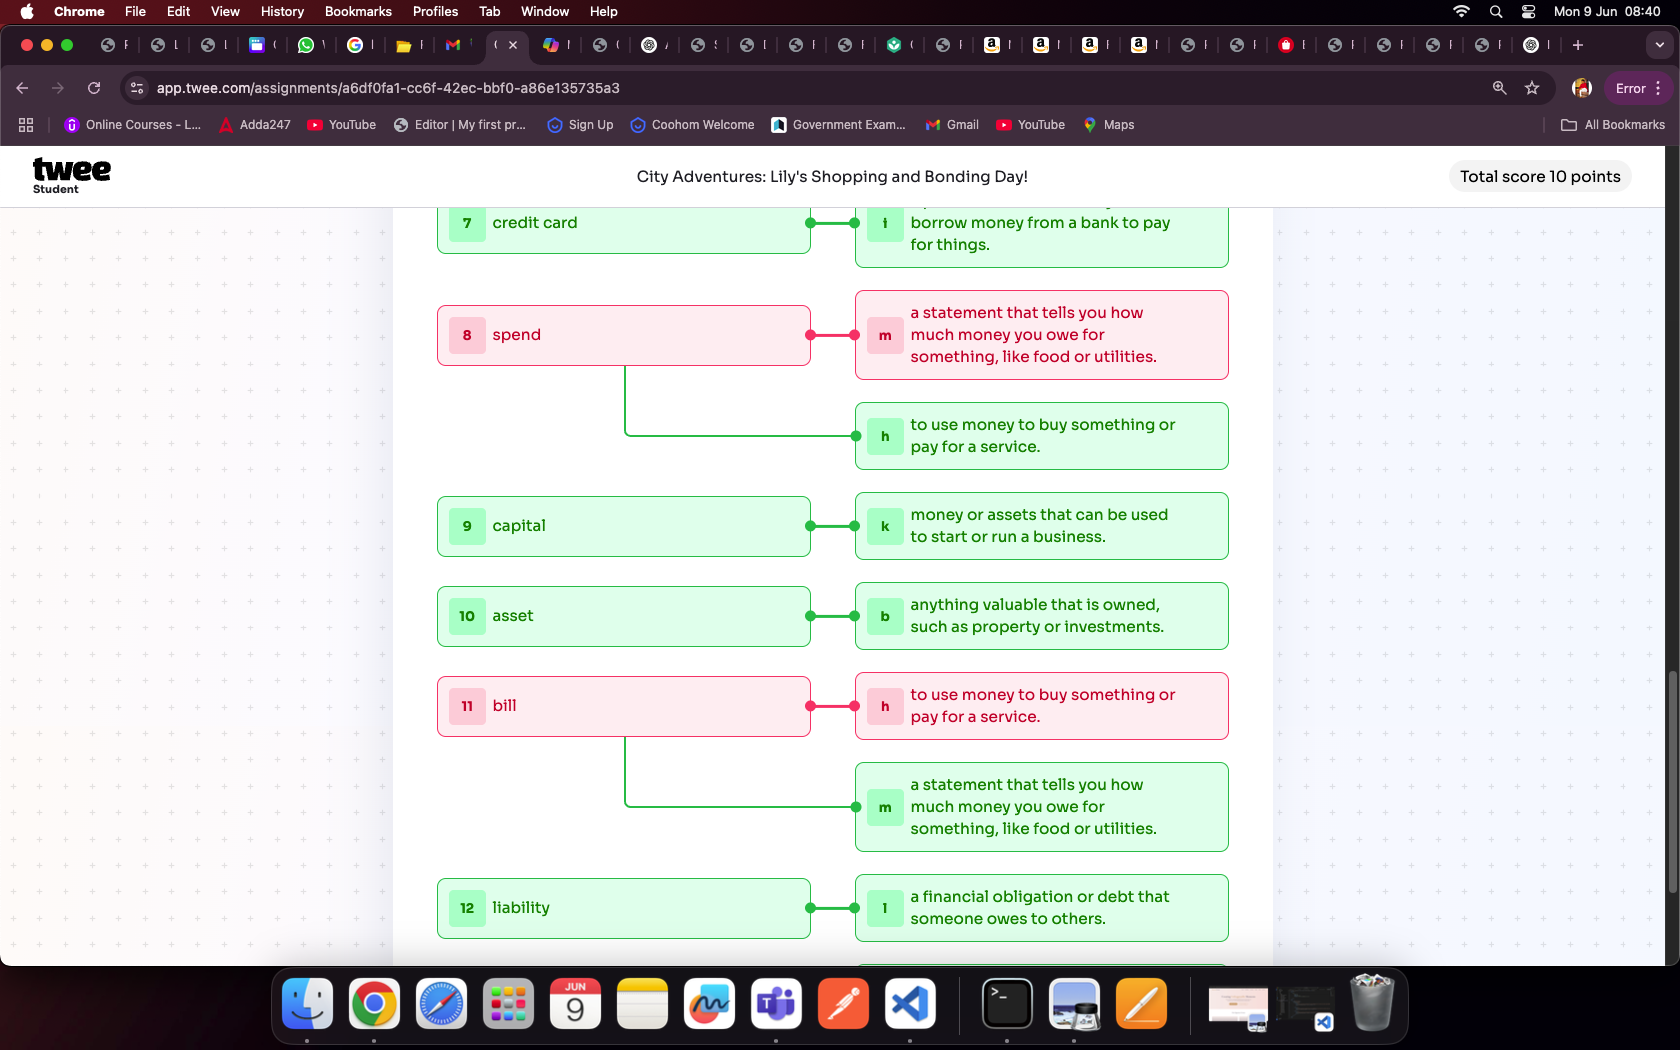 Chrome File Edit View History Bookmarks Profiles Tab Window Help Mon 9 Jun 08:40
app.twee.com/assignments/a6df0fa1-cc6f-42ec-bbf0-a86e135735a3 Error
Online Courses - L... Adda247 YouTube Editor | My first pr... Sign Up Coohom Welcome Government Exam... Gmail YouTube Maps All Bookmarks
twee
Student
City Adventures: Lily's Shopping and Bonding Day!
Total score 10 points
7 credit card
i borrow money from a bank to pay
for things.
8 spend
m a statement that tells you how
much money you owe for
something, like food or utilities.
h to use money to buy something or
pay for a service.
9 capital
k money or assets that can be used
to start or run a business.
10 asset
b anything valuable that is owned,
such as property or investments.
11 bill
h to use money to buy something or
pay for a service.
m a statement that tells you how
much money you owe for
something, like food or utilities.
12 liability
l a financial obligation or debt that
someone owes to others.
JUN
9